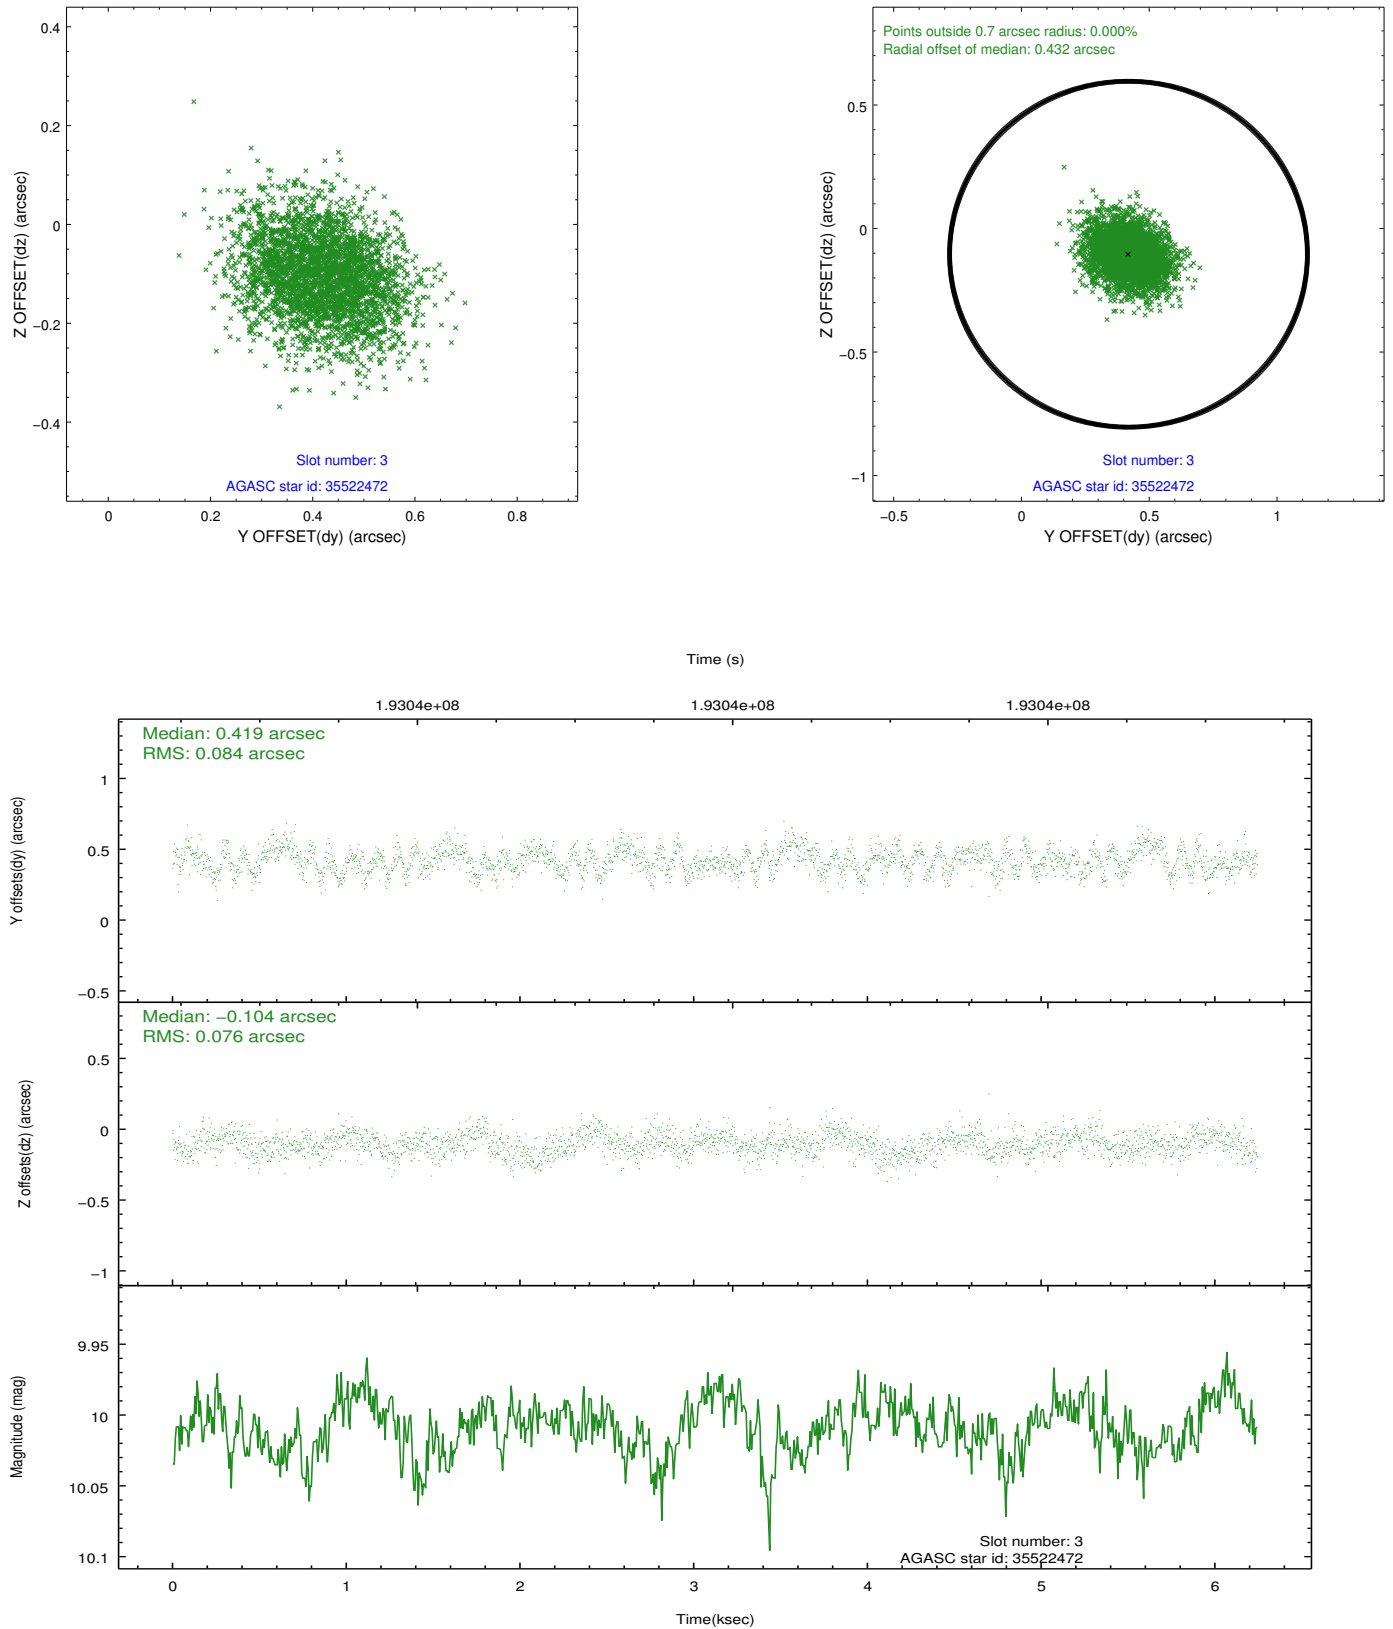 0.4
0.2
0
−0.2
−0.4
Z OFFSET(dz) (arcsec)
Slot number: 3
AGASC star id: 35522472
0 0.2 0.4 0.6 0.8
Y OFFSET(dy) (arcsec)
Points outside 0.7 arcsec radius: 0.000%
Radial offset of median: 0.432 arcsec
0.5
0
−0.5
−1
Z OFFSET(dz) (arcsec)
Slot number: 3
AGASC star id: 35522472
−0.5 0 0.5 1
Y OFFSET(dy) (arcsec)
Time (s)
1.9304e+08 1.9304e+08 1.9304e+08
Median: 0.419 arcsec
RMS: 0.084 arcsec
1
0.5
0
−0.5
Y offsets(dy) (arcsec)
Median: −0.104 arcsec
RMS: 0.076 arcsec
0.5
0
−0.5
−1
Z offsets(dz) (arcsec)
9.95
10
10.05
10.1
Magnitude (mag)
Slot number: 3
AGASC star id: 35522472
0 1 2 3 4 5 6
Time(ksec)